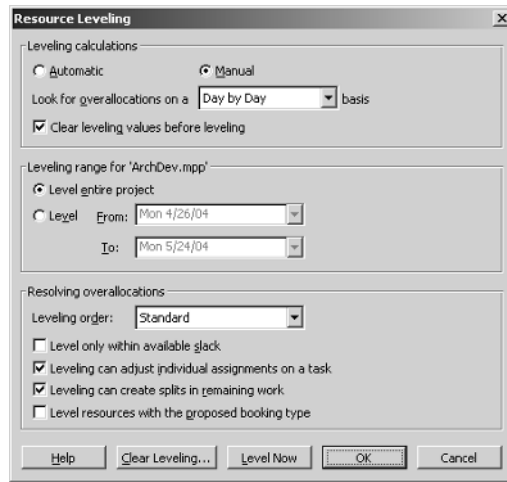 Resource Leveling
Leveling calculations
Automatic Manual
Look for overallocations on a Day by Day basis
Clear leveling values before leveling
Leveling range for 'ArchDev.mpp'
Level entire project
Level From: Mon 4/26/04
To: Mon 5/24/04
Resolving overallocations
Leveling order: Standard
Level only within available slack
Leveling can adjust individual assignments on a task
Leveling can create splits in remaining work
Level resources with the proposed booking type
Help Clear Leveling... Level Now OK Cancel